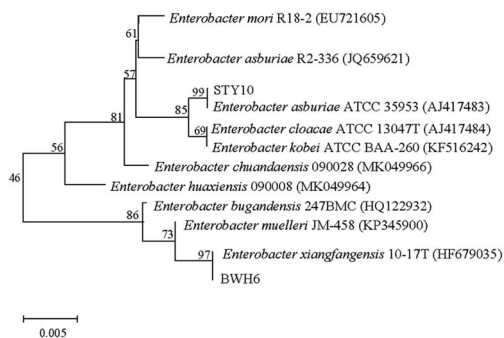 Enterobacter mori R18-2 (EU721605)
61
Enterobacter asburiae R2-336 (JQ659621)
57
99
STY10
Enterobacter asburiae ATCC 35953 (AJ417483)
85
81
69
Enterobacter cloacae ATCC 13047T (AJ417484)
Enterobacter kobei ATCC BAA-260 (KF516242)
56
Enterobacter chuandaensis 090028 (MK049966)
46
Enterobacter huaxiensis 090008 (MK049964)
Enterobacter bugandensis 247BMC (HQ122932)
86
Enterobacter muelleri JM-458 (KP345900)
73
97
Enterobacter xiangfangensis 10-17T (HF679035)
BWH6
0.005